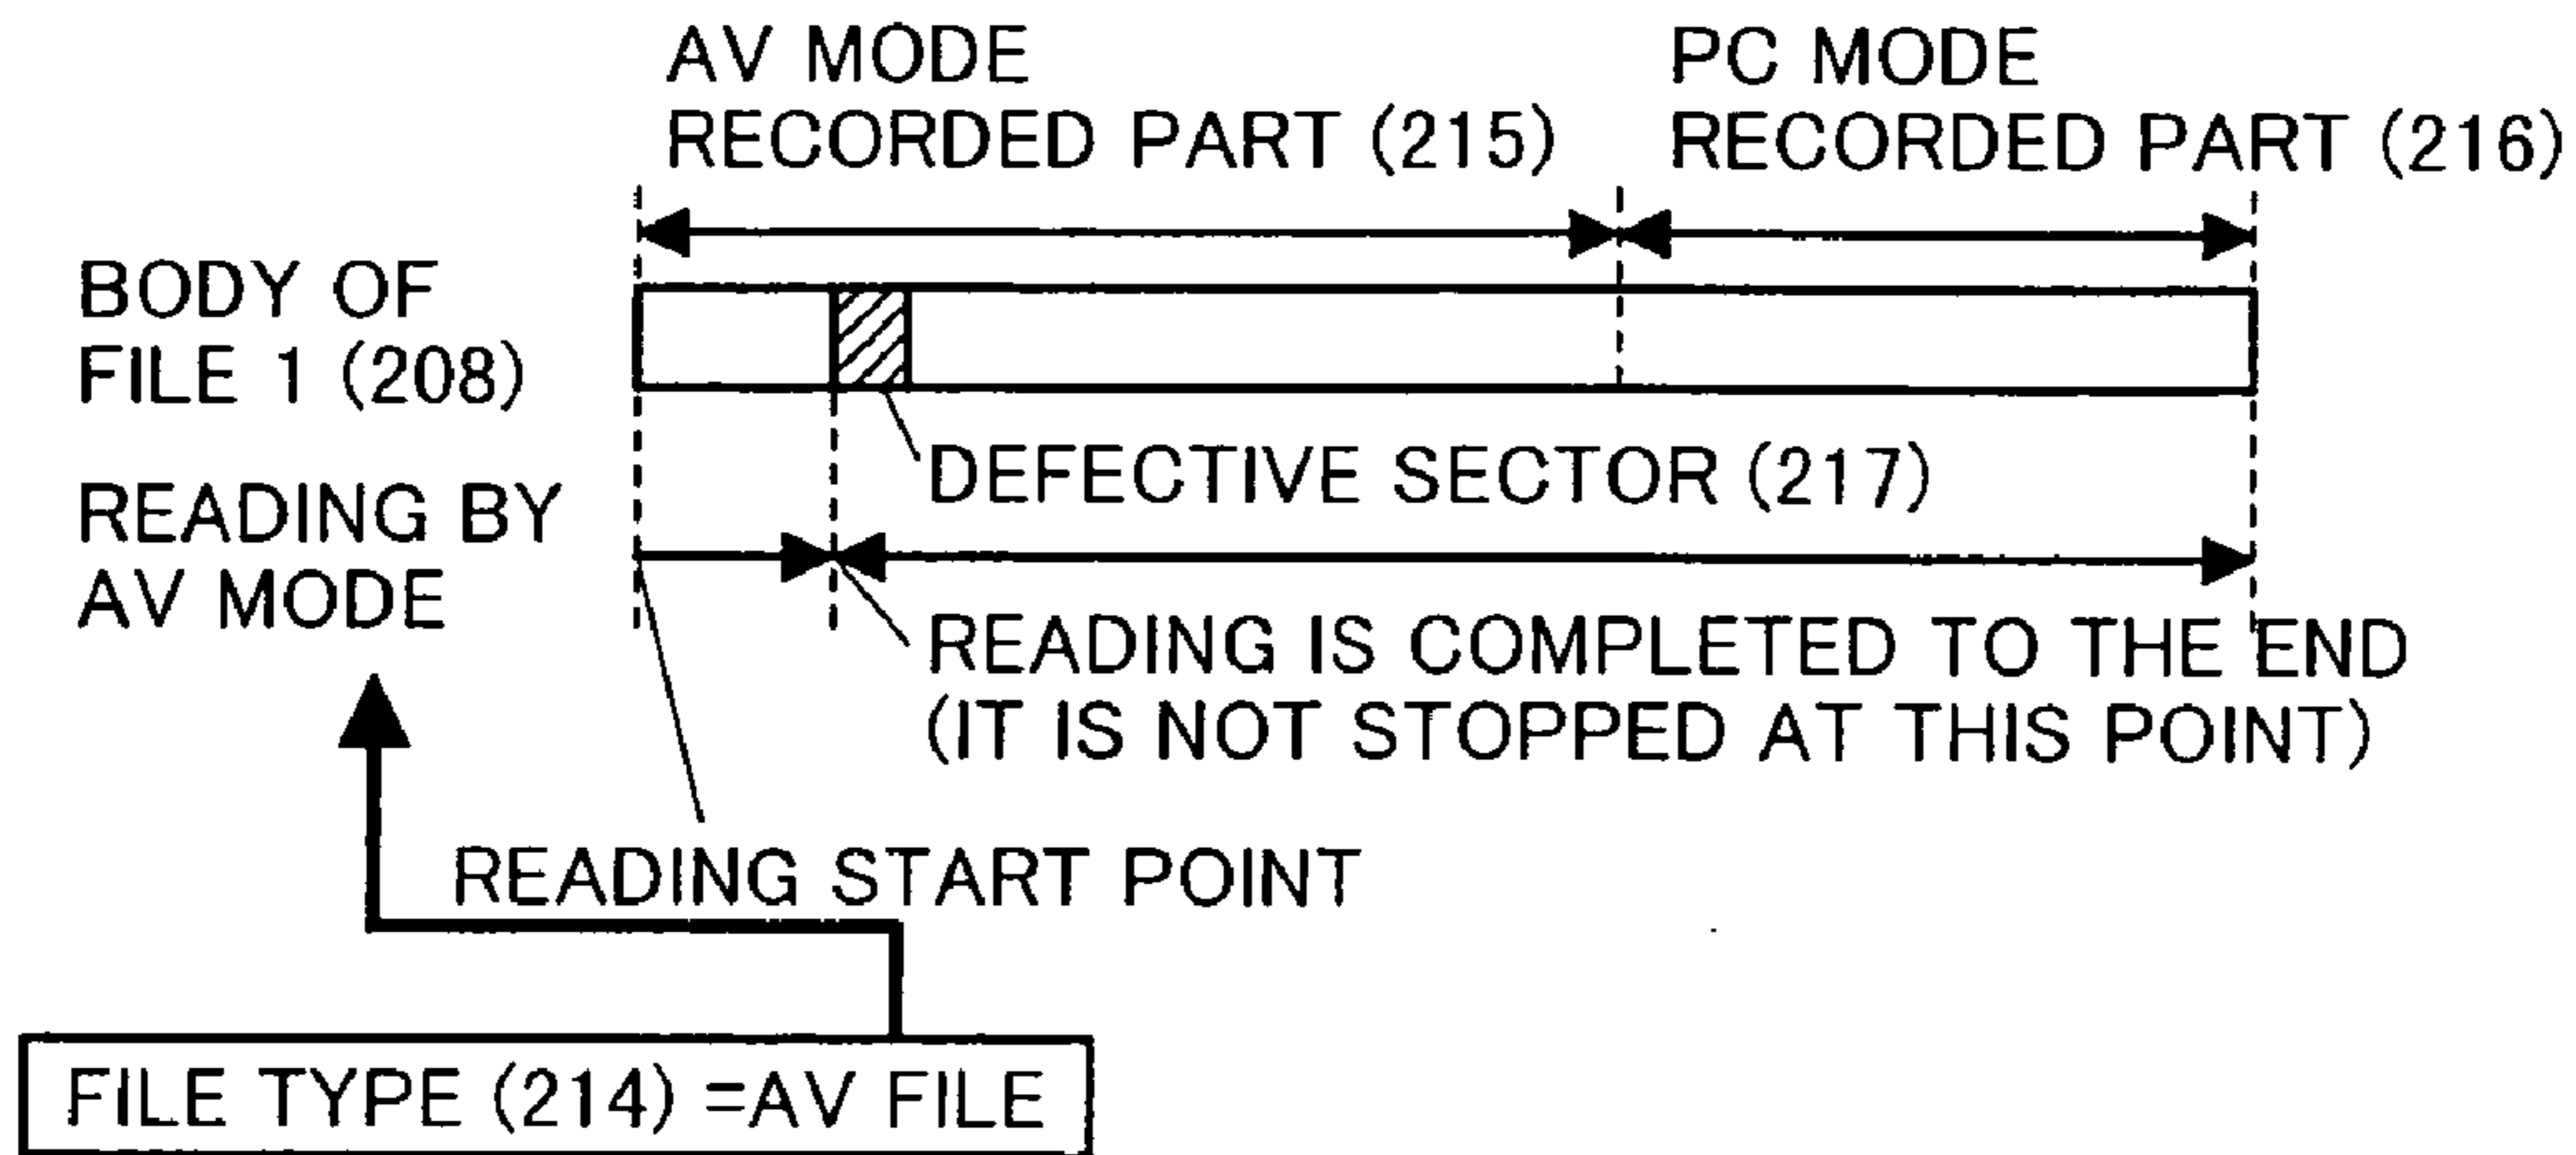 AV MODE
RECORDED PART (215)
PC MODE
RECORDED PART (216)
BODY OF
FILE 1 (208)
DEFECTIVE SECTOR (217)
READING BY
AV MODE
READING IS COMPLETED TO THE END
(IT IS NOT STOPPED AT THIS POINT)
READING START POINT
FILE TYPE (214) =AV FILE